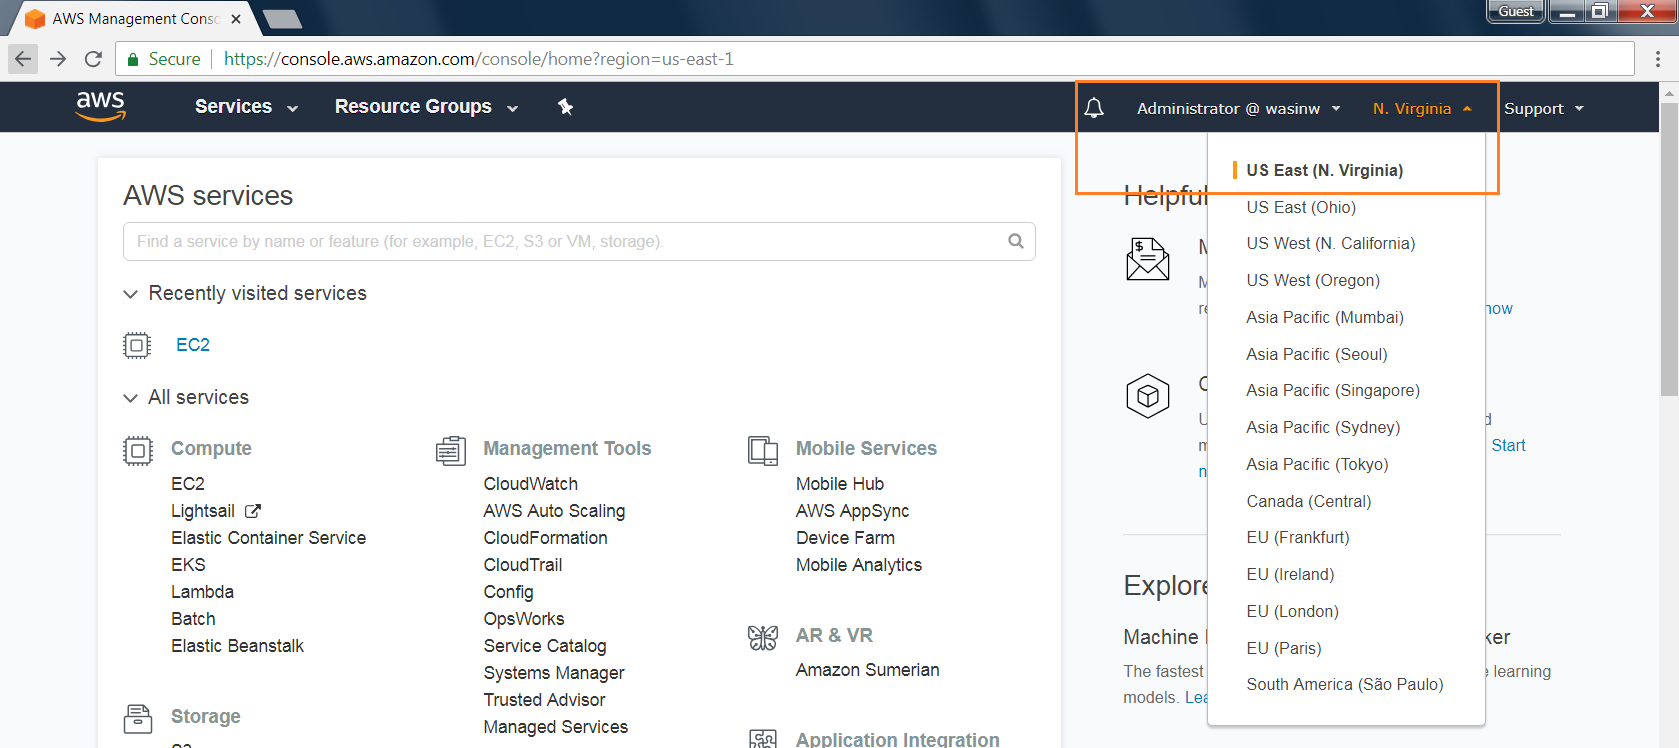 AWS Management Conso
Guest
Secure
https://console.aws.amazon.com/console/home?region=us-east-1
aws
Services
Resource Groups
Administrator @ wasinw
N. Virginia
Support
AWS services
Find a service by name or feature (for example, EC2, S3 or VM, storage).
Recently visited services
EC2
All services
Compute
EC2
Lightsail
Elastic Container Service
EKS
Lambda
Batch
Elastic Beanstalk
Storage
Management Tools
CloudWatch
AWS Auto Scaling
CloudFormation
CloudTrail
Config
OpsWorks
Service Catalog
Systems Manager
Trusted Advisor
Managed Services
Mobile Services
Mobile Hub
AWS AppSync
Device Farm
Mobile Analytics
AR & VR
Amazon Sumerian
Application Integration
US East (N. Virginia)
US East (Ohio)
US West (N. California)
US West (Oregon)
Asia Pacific (Mumbai)
Asia Pacific (Seoul)
Asia Pacific (Singapore)
Asia Pacific (Sydney)
Asia Pacific (Tokyo)
Canada (Central)
EU (Frankfurt)
EU (Ireland)
EU (London)
EU (Paris)
South America (São Paulo)
Helpful
now
Start
Explore
Machine
The fastest learning
models.